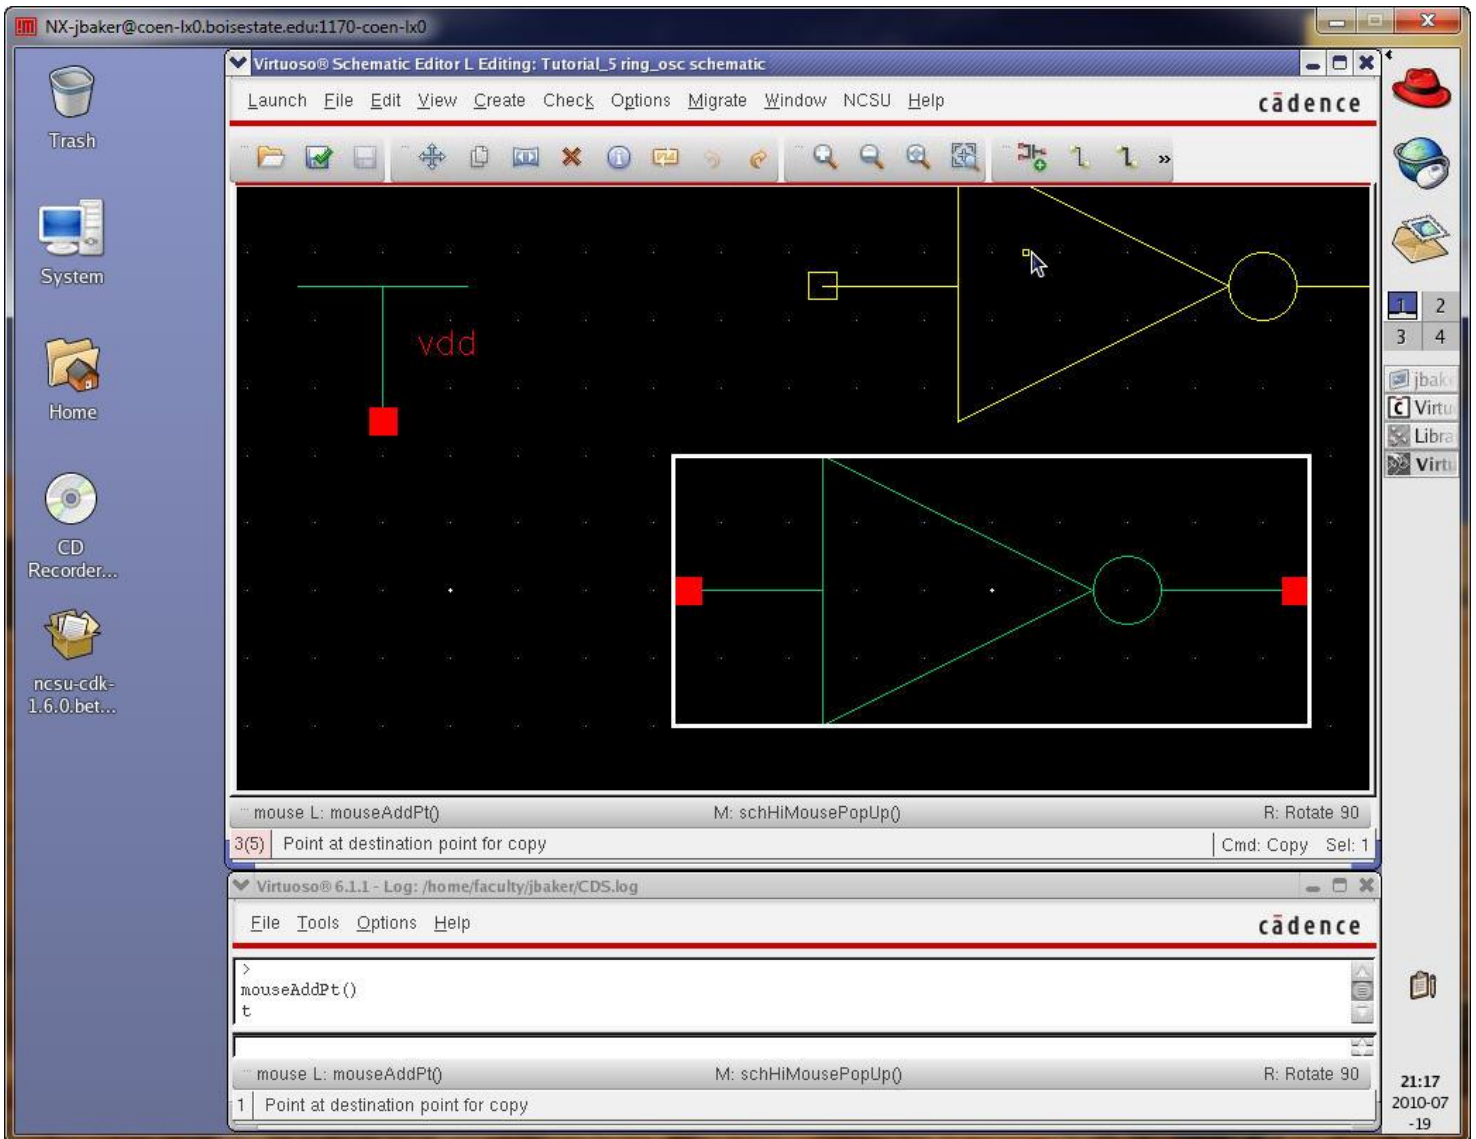 NX-jbaker@coen-lx0.boisestate.edu:1170-coen-lx0
Virtuoso® Schematic Editor L Editing: Tutorial_5 ring_osc schematic
Launch File Edit View Create Check Options Migrate Window NCSU Help cādence
Trash
System
Home
CD
Recorder...
ncsu-cdk-
1.6.0.bet...
»
vdd
1 2
3 4
jbak
Virtu
Libra
Virtu
mouse L: mouseAddPt() M: schHiMousePopUp() R: Rotate 90
3(5) Point at destination point for copy Cmd: Copy Sel: 1
Virtuoso® 6.1.1 - Log: /home/faculty/jbaker/CDS.log
File Tools Options Help cādence
>
mouseAddPt()
t
mouse L: mouseAddPt() M: schHiMousePopUp() R: Rotate 90
1 Point at destination point for copy
21:17
2010-07
-19